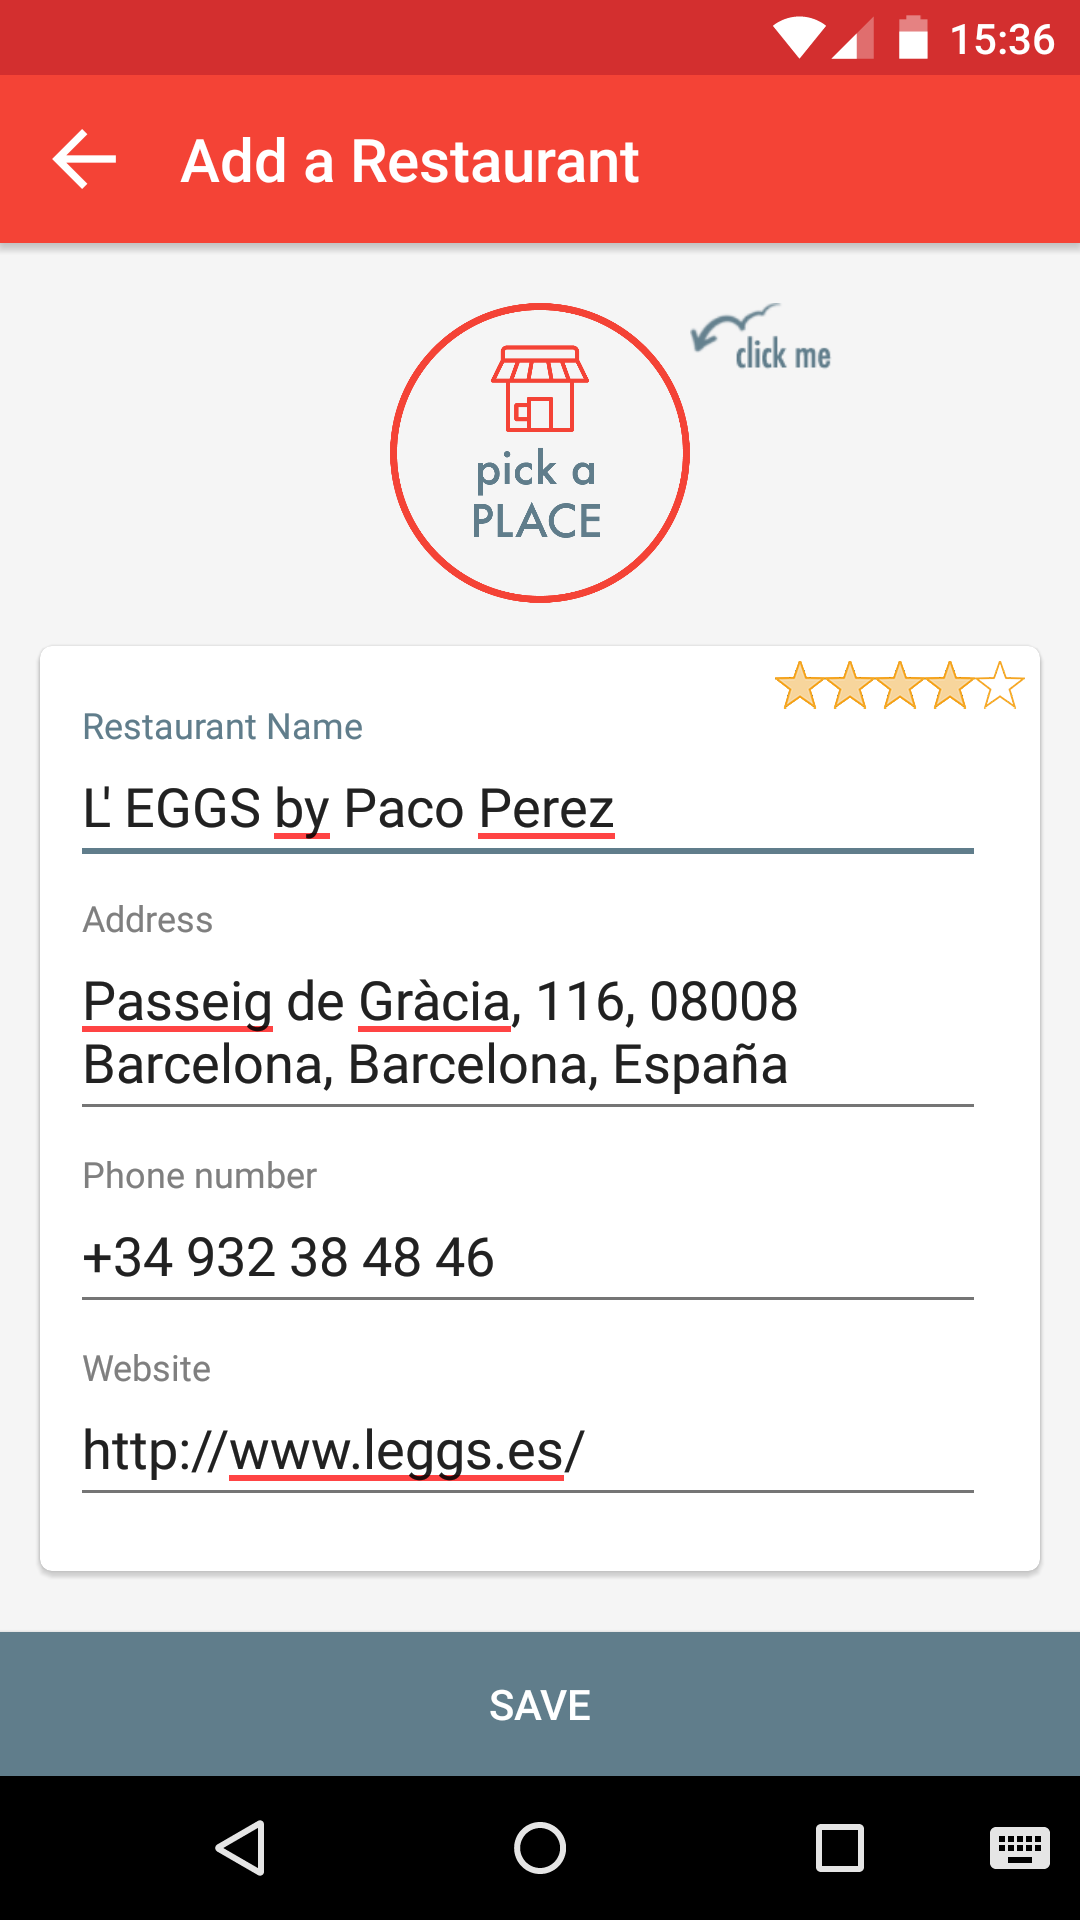 15:36
Add a Restaurant
click me
pick a
PLACE
Restaurant Name
L' EGGS by Paco Perez
Address
Passeig de Gràcia, 116, 08008
Barcelona, Barcelona, España
Phone number
+34 932 38 48 46
Website
http://www.leggs.es/
SAVE